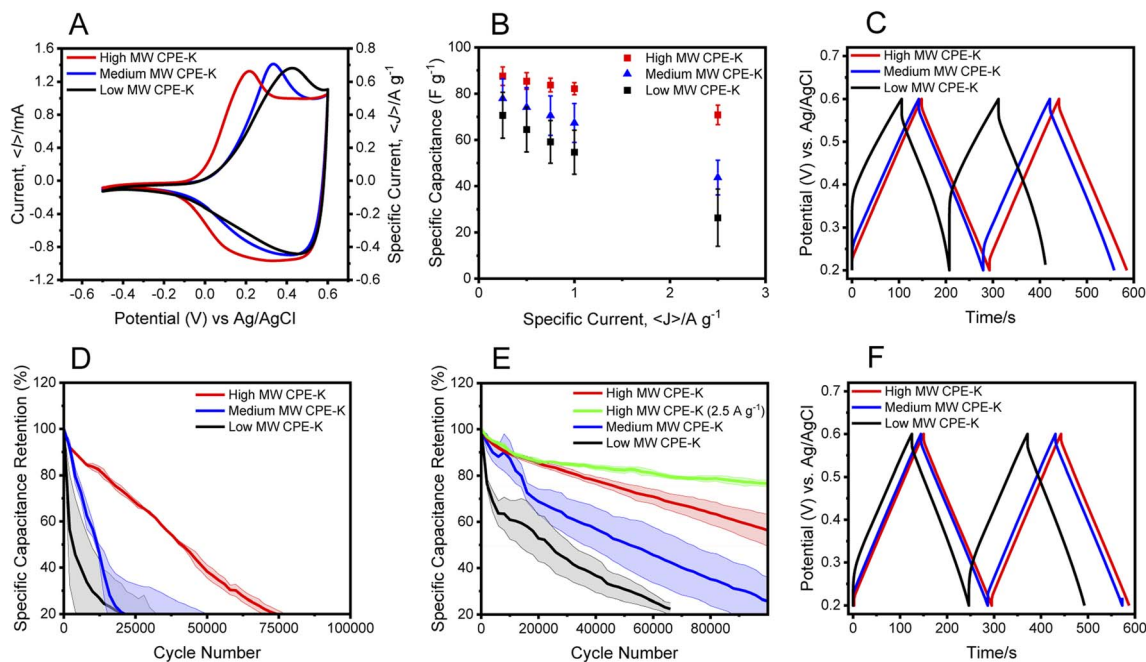 A
High MW CPE-K
Medium MW CPE-K
Low MW CPE-K
1.6
1.2
0.8
0.4
0.0
-0.4
-0.8
-1.2
0.8
0.6
0.4
0.2
0.0
-0.2
-0.4
-0.6
-0.6 -0.4 -0.2 0.0 0.2 0.4 0.6
Current, <I>/mA
Specific Current, <J>/A g⁻¹
Potential (V) vs Ag/AgCl
B
High MW CPE-K
Medium MW CPE-K
Low MW CPE-K
100
80
60
40
20
0
0 1 2 3
Specific Capacitance (F g⁻¹)
Specific Current, <J>/A g⁻¹
C
High MW CPE-K
Medium MW CPE-K
Low MW CPE-K
0.7
0.6
0.5
0.4
0.3
0.2
0 100 200 300 400 500 600
Potential (V) vs. Ag/AgCl
Time/s
D
High MW CPE-K
Medium MW CPE-K
Low MW CPE-K
120
100
80
60
40
20
0 25000 50000 75000 100000
Specific Capacitance Retention (%)
Cycle Number
E
High MW CPE-K
High MW CPE-K (2.5 A g⁻¹)
Medium MW CPE-K
Low MW CPE-K
120
100
80
60
40
20
0 20000 40000 60000 80000
Specific Capacitance Retention (%)
Cycle Number
F
High MW CPE-K
Medium MW CPE-K
Low MW CPE-K
0.7
0.6
0.5
0.4
0.3
0.2
0 100 200 300 400 500 600
Potential (V) vs. Ag/AgCl
Time/s